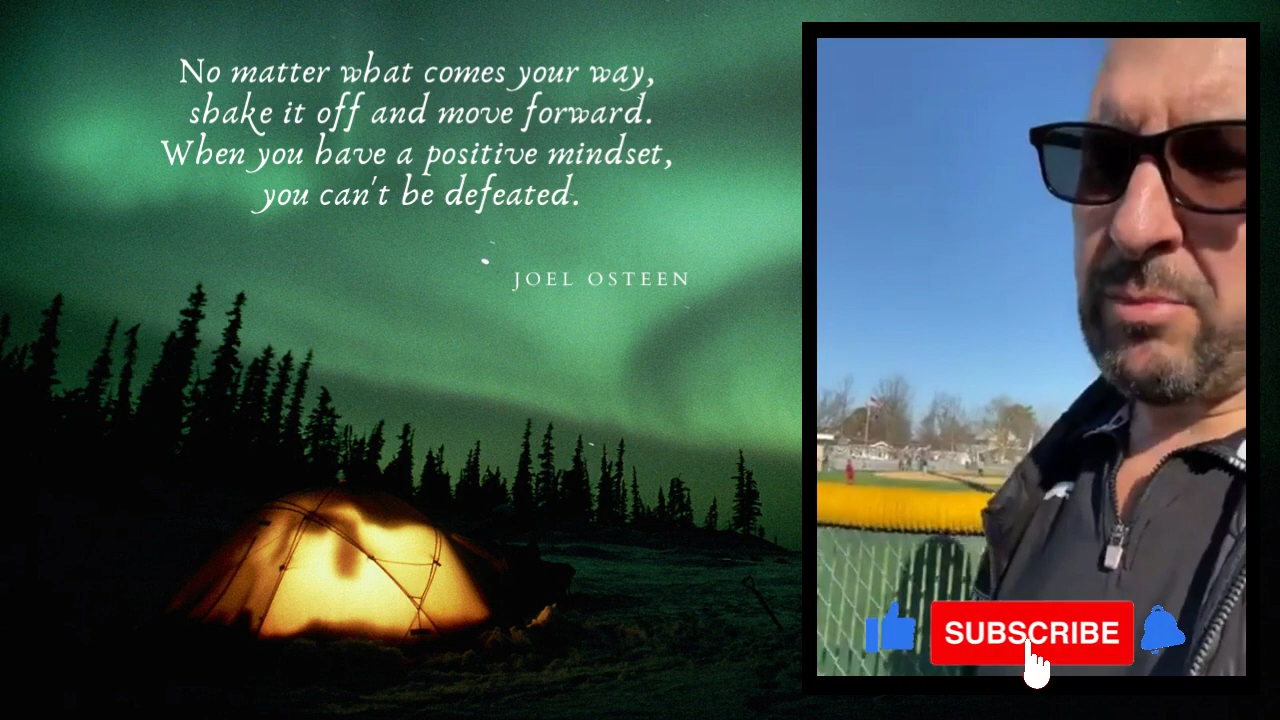 No matter what comes your way,
shake it off and move forward.
When you have a positive mindset,
you can't be defeated.
JOEL OSTEEN
SUBSCRIBE